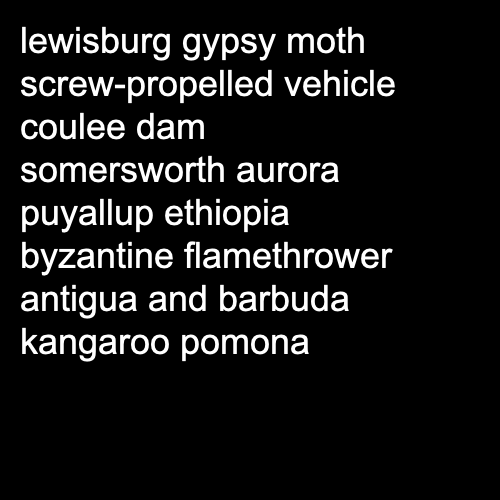 lewisburg gypsy moth
screw-propelled vehicle
coulee dam
somersworth aurora
puyallup ethiopia
byzantine flamethrower
antigua and barbuda
kangaroo pomona